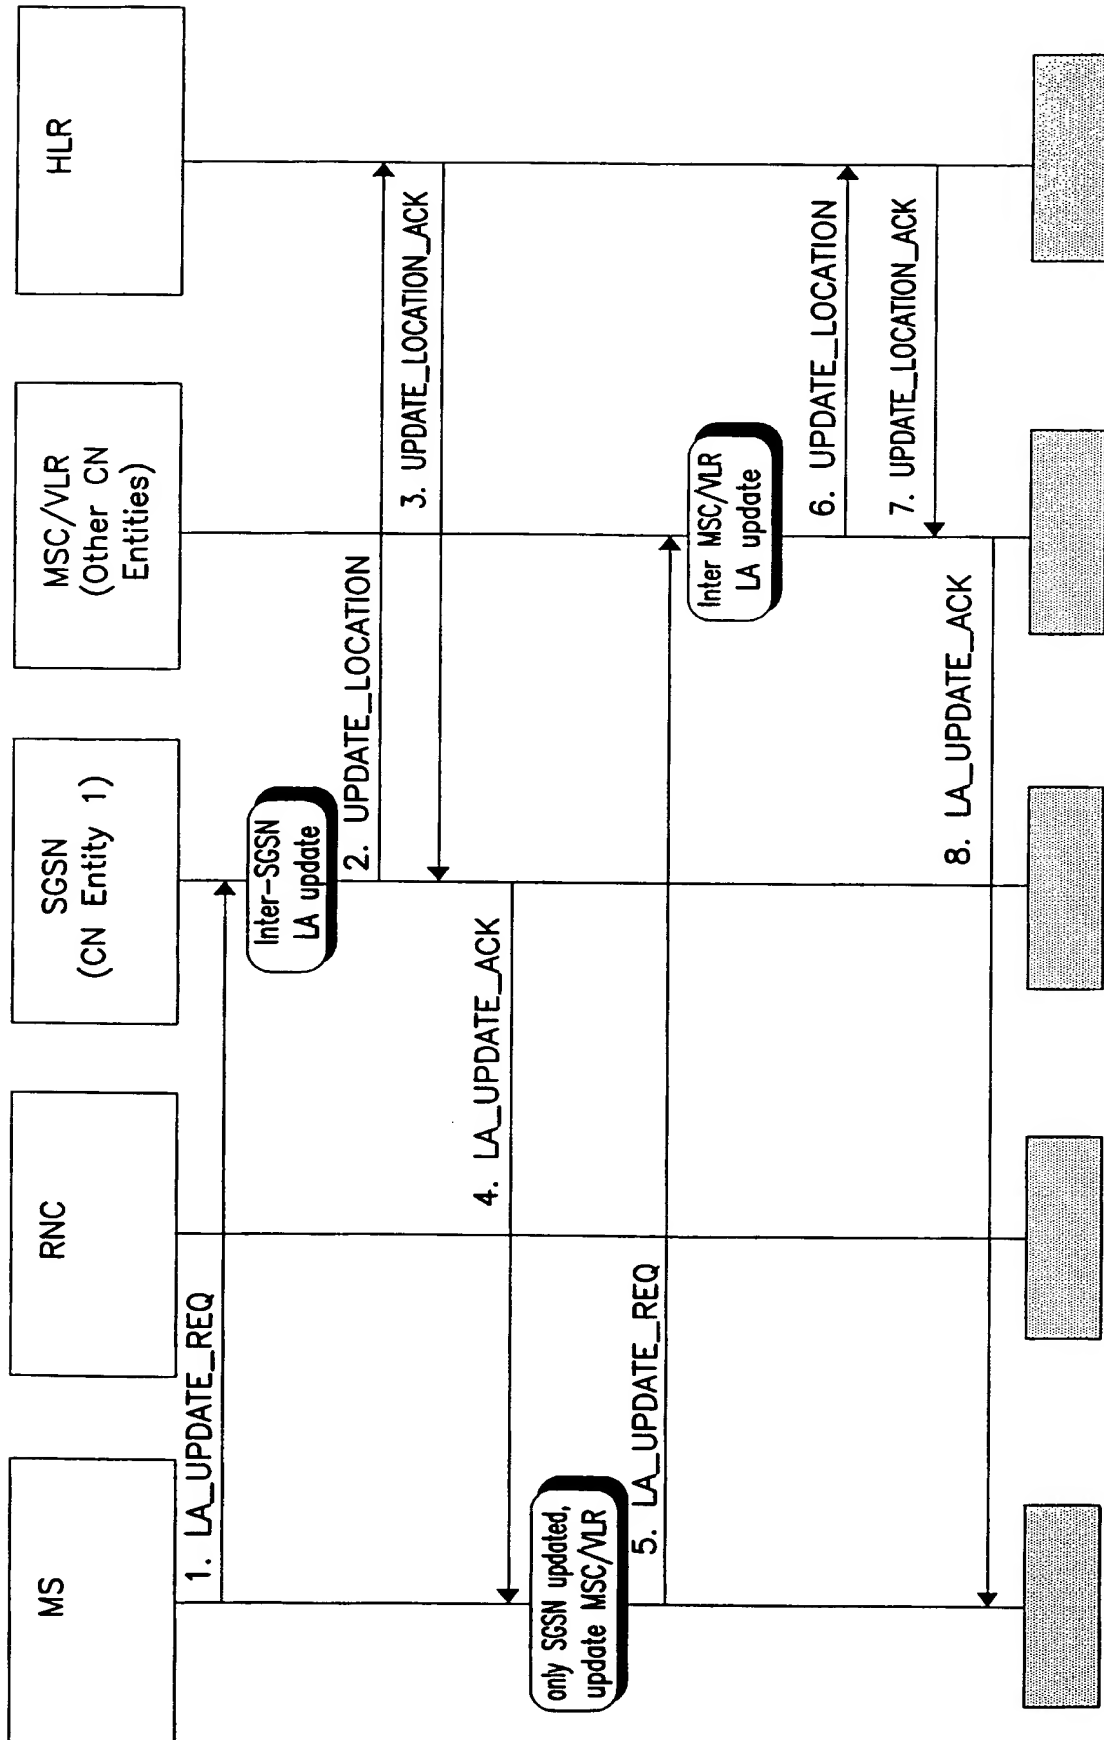 MS
RNC
SGSN
(CN Entity 1)
MSC/VLR
(Other CN
Entities)
HLR
1. LA_UPDATE_REQ
Inter-SGSN
LA update
2. UPDATE_LOCATION
3. UPDATE_LOCATION_ACK
4. LA_UPDATE_ACK
only SGSN updated,
update MSC/VLR
5. LA_UPDATE_REQ
Inter MSC/VLR
LA update
6. UPDATE_LOCATION
7. UPDATE_LOCATION_ACK
8. LA_UPDATE_ACK